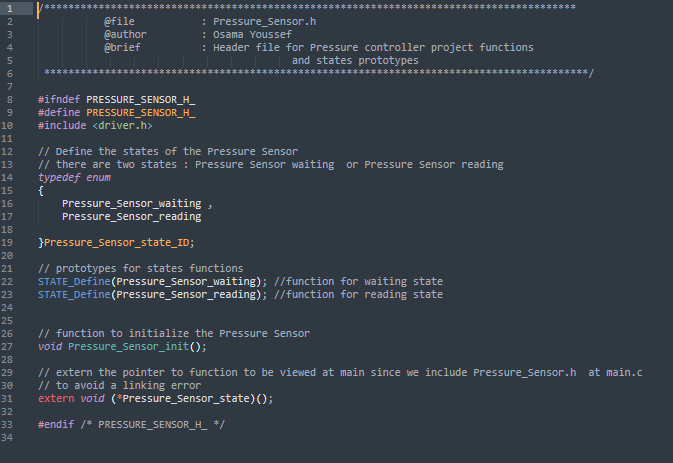 1 /****************************************************************************************
2 @file : Pressure_Sensor.h
3 @author : Osama Youssef
4 @brief : Header file for Pressure controller project functions
5 and states prototypes
6 ******************************************************************************************/
7
8 #ifndef PRESSURE_SENSOR_H_
9 #define PRESSURE_SENSOR_H_
10 #include <driver.h>
11
12 // Define the states of the Pressure Sensor
13 // there are two states : Pressure Sensor waiting  or Pressure Sensor reading
14 typedef enum
15 {
16 Pressure_Sensor_waiting ,
17 Pressure_Sensor_reading
18
19 }Pressure_Sensor_state_ID;
20
21 // prototypes for states functions
22 STATE_Define(Pressure_Sensor_waiting); //function for waiting state
23 STATE_Define(Pressure_Sensor_reading); //function for reading state
24
25
26 // function to initialize the Pressure Sensor
27 void Pressure_Sensor_init();
28
29 // extern the pointer to function to be viewed at main since we include Pressure_Sensor.h  at main.c
30 // to avoid a linking error
31 extern void (*Pressure_Sensor_state)();
32
33 #endif /* PRESSURE_SENSOR_H_ */
34